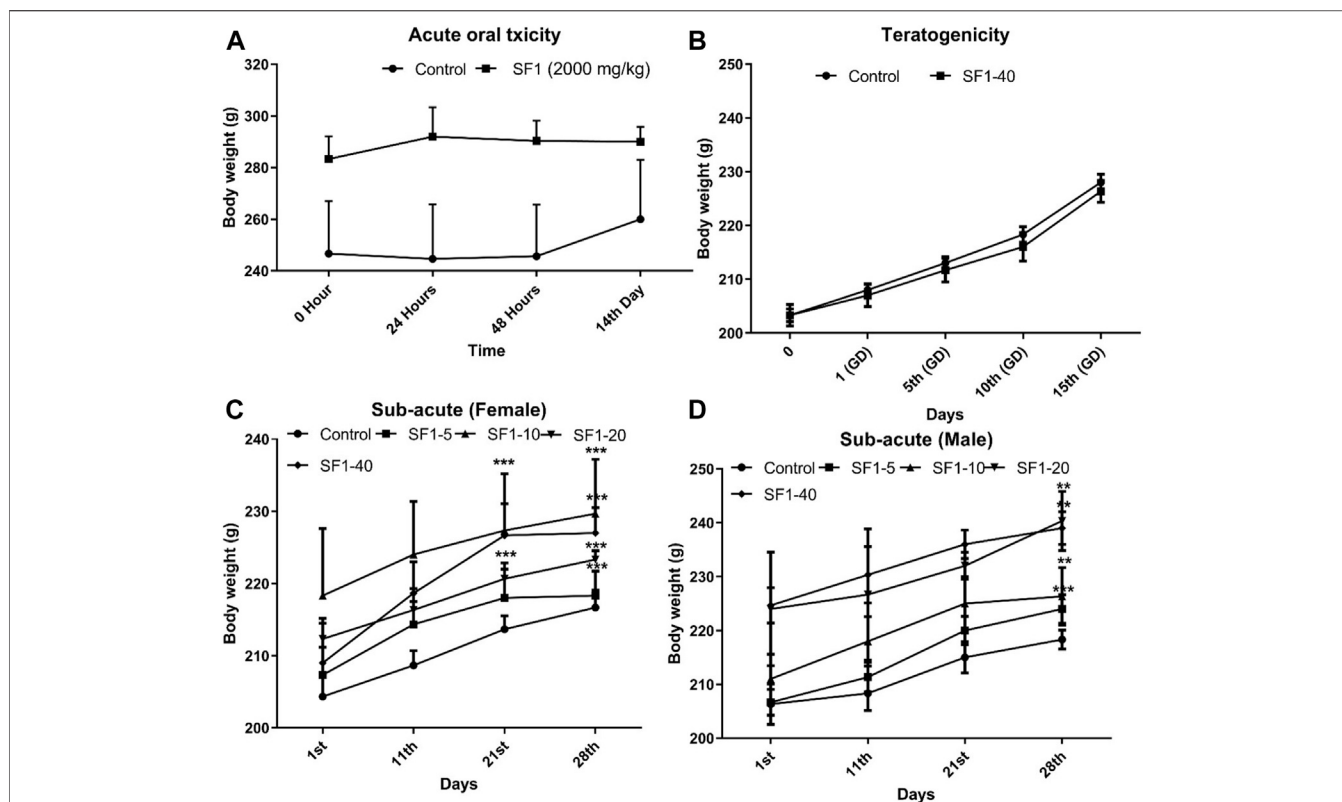 A
Acute oral txicity
Control
SF1 (2000 mg/kg)
320
300
280
260
240
Body weight (g)
0 Hour
24 Hours
48 Hours
14th Day
Time
B
Teratogenicity
Control
SF1-40
250
240
230
220
210
200
Body weight (g)
0
1 (GD)
5th (GD)
10th (GD)
15th (GD)
Days
C
Sub-acute (Female)
Control SF1-5 SF1-10 SF1-20
SF1-40
240
230
220
210
200
Body weight (g)
***
***
***
***
***
***
1st
11th
21st
28th
Days
D
Sub-acute (Male)
Control SF1-5 SF1-10 SF1-20
SF1-40
250
240
230
220
210
200
Body weight (g)
**
**
**
***
1st
11th
21st
28th
Days